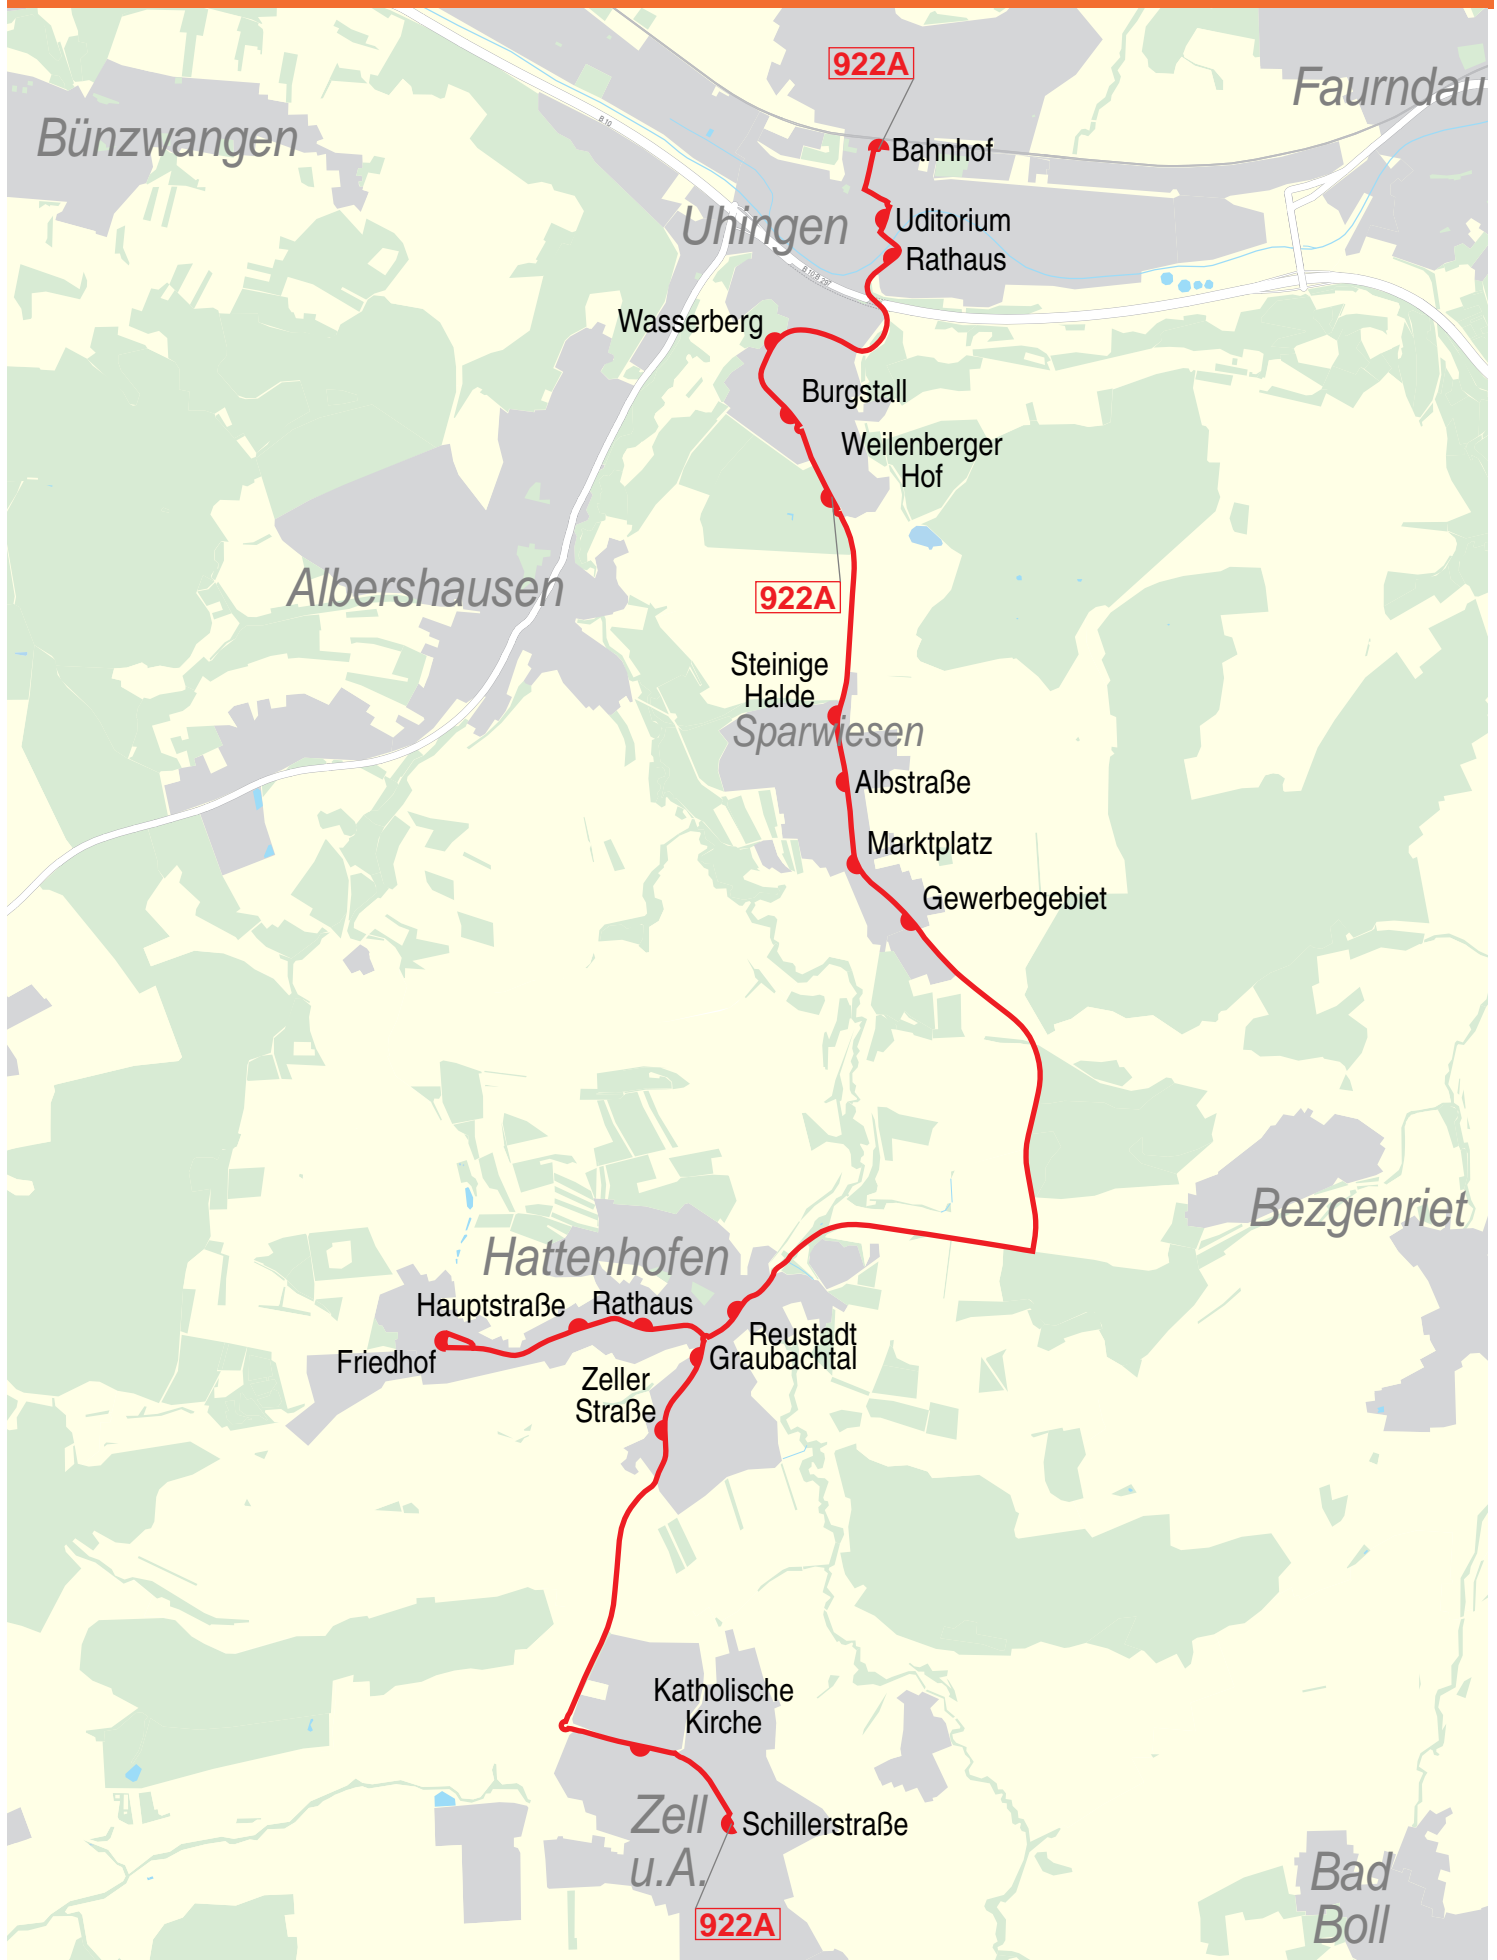 922A
Faurndau
Bünzwangen
B 10
Bahnhof
Uhingen
Uditorium
Rathaus
Wasserberg
Burgstall
Weilenberger
Hof
Albershausen
922A
Steinige
Halde
Sparwiesen
Albstraße
Marktplatz
Gewerbegebiet
Bezgenriet
Hattenhofen
Hauptstraße
Rathaus
Reustadt
Friedhof
Graubachtal
Zeller
Straße
Katholische
Kirche
Zell
u.A.
Schillerstraße
Bad
Boll
922A